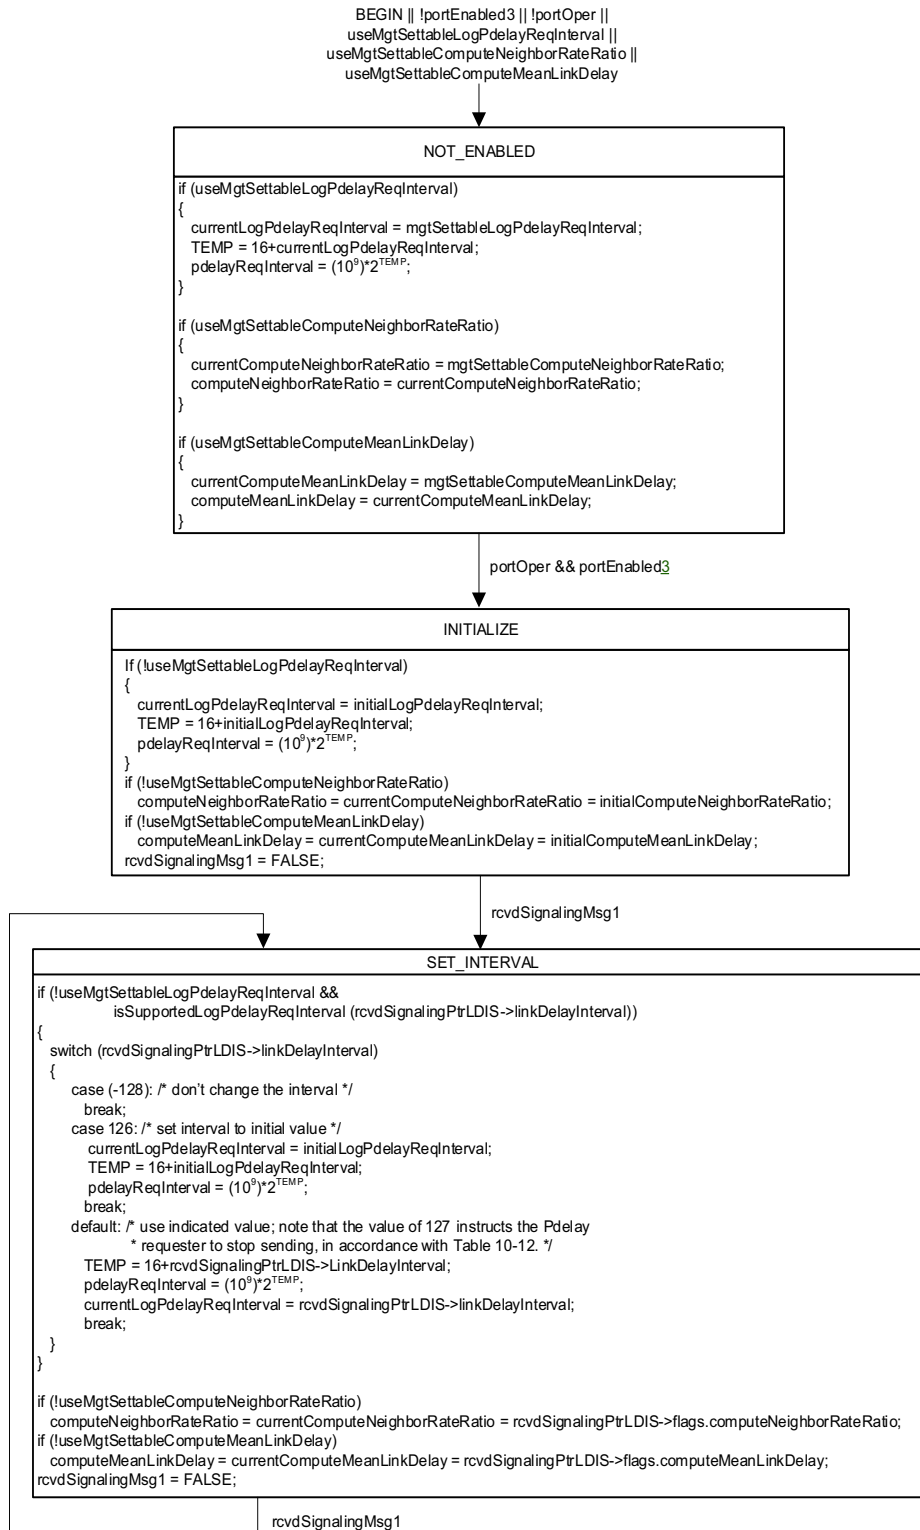 BEGIN || !portEnabled3 || !portOper ||
useMgtSettableLogPdelayReqInterval ||
useMgtSettableComputeNeighborRateRatio ||
useMgtSettableComputeMeanLinkDelay
NOT_ENABLED
if (useMgtSettableLogPdelayReqInterval)
{
currentLogPdelayReqInterval = mgtSettableLogPdelayReqInterval;
TEMP = 16+currentLogPdelayReqInterval;
pdelayReqInterval = (10⁹)*2^TEMP;
}
if (useMgtSettableComputeNeighborRateRatio)
{
currentComputeNeighborRateRatio = mgtSettableComputeNeighborRateRatio;
computeNeighborRateRatio = currentComputeNeighborRateRatio;
}
if (useMgtSettableComputeMeanLinkDelay)
{
currentComputeMeanLinkDelay = mgtSettableComputeMeanLinkDelay;
computeMeanLinkDelay = currentComputeMeanLinkDelay;
}
portOper && portEnabled3
INITIALIZE
If (!useMgtSettableLogPdelayReqInterval)
{
currentLogPdelayReqInterval = initialLogPdelayReqInterval;
TEMP = 16+initialLogPdelayReqInterval;
pdelayReqInterval = (10⁹)*2^TEMP;
}
if (!useMgtSettableComputeNeighborRateRatio)
computeNeighborRateRatio = currentComputeNeighborRateRatio = initialComputeNeighborRateRatio;
if (!useMgtSettableComputeMeanLinkDelay)
computeMeanLinkDelay = currentComputeMeanLinkDelay = initialComputeMeanLinkDelay;
rcvdSignalingMsg1 = FALSE;
rcvdSignalingMsg1
SET_INTERVAL
if (!useMgtSettableLogPdelayReqInterval &&
isSupportedLogPdelayReqInterval (rcvdSignalingPtrLDIS->linkDelayInterval))
{
switch (rcvdSignalingPtrLDIS->linkDelayInterval)
{
case (-128): /* don't change the interval */
break;
case 126: /* set interval to initial value */
currentLogPdelayReqInterval = initialLogPdelayReqInterval;
TEMP = 16+initialLogPdelayReqInterval;
pdelayReqInterval = (10⁹)*2^TEMP;
break;
default: /* use indicated value; note that the value of 127 instructs the Pdelay
* requester to stop sending, in accordance with Table 10-12. */
TEMP = 16+rcvdSignalingPtrLDIS->LinkDelayInterval;
pdelayReqInterval = (10⁹)*2^TEMP;
currentLogPdelayReqInterval = rcvdSignalingPtrLDIS->linkDelayInterval;
break;
}
}
if (!useMgtSettableComputeNeighborRateRatio)
computeNeighborRateRatio = currentComputeNeighborRateRatio = rcvdSignalingPtrLDIS->flags.computeNeighborRateRatio;
if (!useMgtSettableComputeMeanLinkDelay)
computeMeanLinkDelay = currentComputeMeanLinkDelay = rcvdSignalingPtrLDIS->flags.computeMeanLinkDelay;
rcvdSignalingMsg1 = FALSE;
rcvdSignalingMsg1